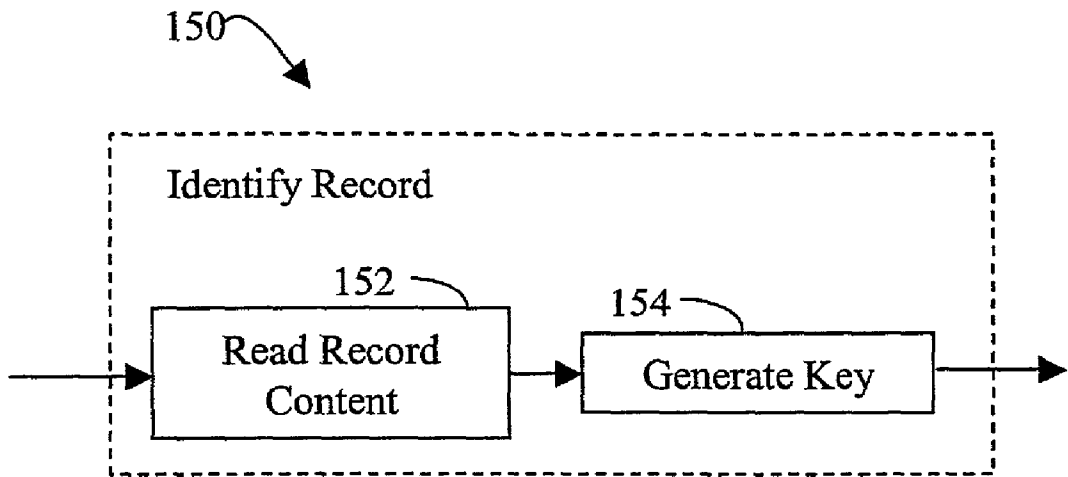 150
Identify Record
152
Read Record
Content
154
Generate Key